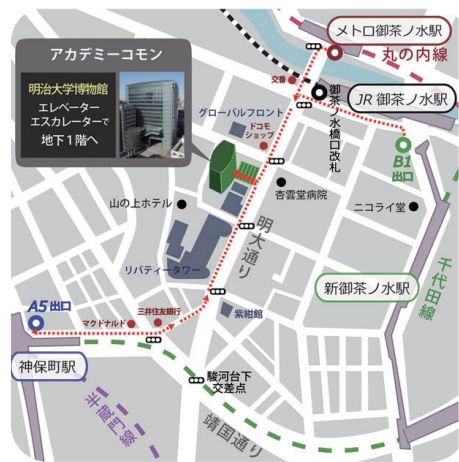 メトロ御茶ノ水駅
丸の内線
アカデミーコモン
明治大学博物館
エレベーター
エスカレーターで
地下1階へ
交番
JR 御茶ノ水駅
御茶ノ水橋口改札
グローバルフロント
ドコモ
ショップ
B1
出口
杏雲堂病院
山の上ホテル
ニコライ堂
明大通り
リバティータワー
新御茶ノ水駅
千代田線
A5 出口
三井住友銀行
マクドナルド
紫紺館
神保町駅
駿河台下
交差点
半蔵門線
靖国通り